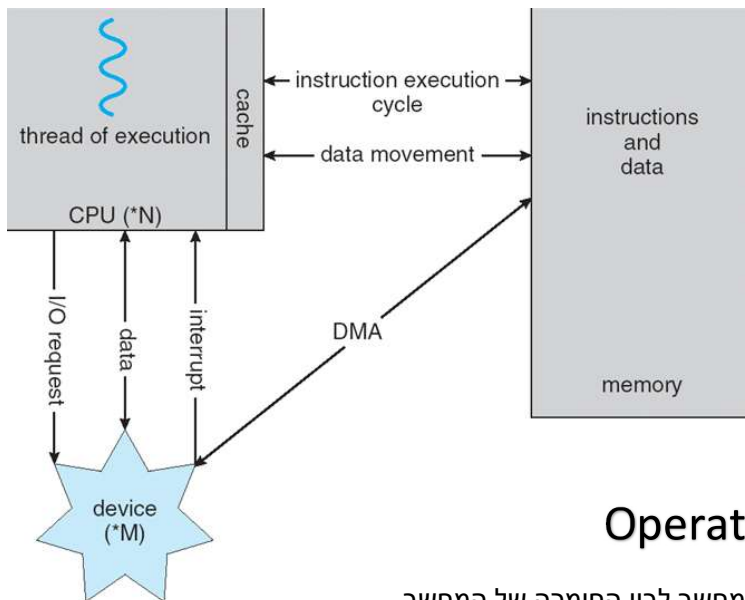 thread of execution
cache
CPU (*N)
instruction execution
cycle
data movement
instructions
and
data
memory
I/O request
data
interrupt
DMA
device
(*M)
Operat